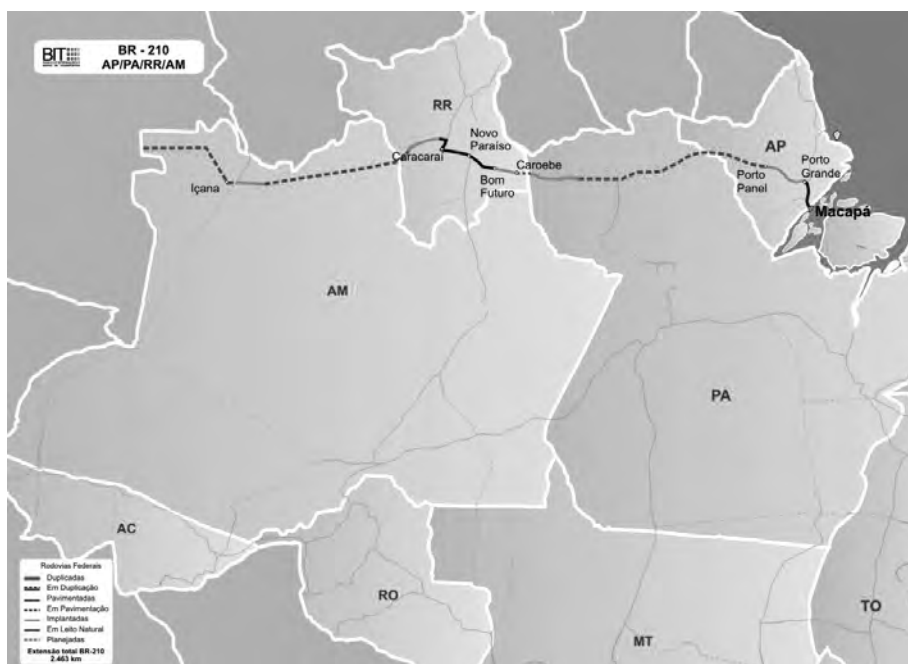 BIT
BR - 210
AP/PA/RR/AM
RR
Novo
Paraíso
AP
Caracaraí
Caroebe
Porto
Grande
Içana
Bom
Futuro
Porto
Panel
Macapá
AM
PA
AC
RO
MT
TO
Rodovias Federais
Duplicadas
Em Duplicação
Pavimentadas
Em Pavimentação
Implantadas
Em Leito Natural
Planejadas
Extensão total BR-210
2.463 km